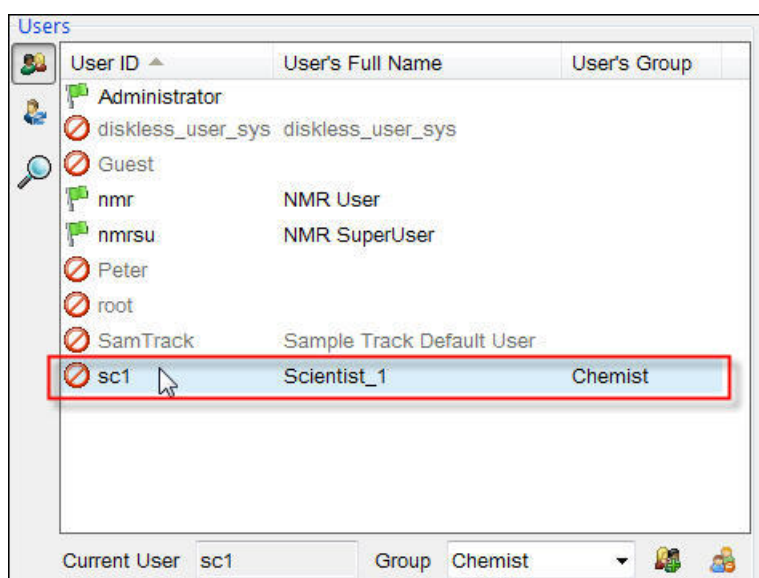 Users
User ID User's Full Name User's Group
Administrator
diskless_user_sys diskless_user_sys
Guest
nmr NMR User
nmrsu NMR SuperUser
Peter
root
SamTrack Sample Track Default User
sc1 Scientist_1 Chemist
Current User sc1 Group Chemist